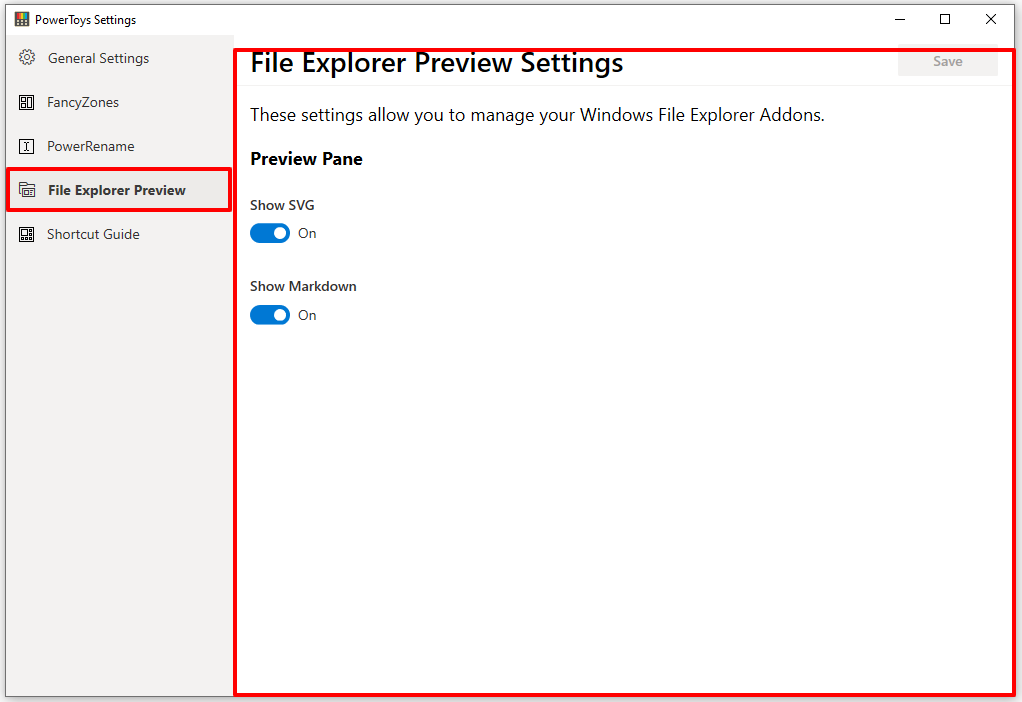 PowerToys Settings
General Settings
FancyZones
PowerRename
File Explorer Preview
Shortcut Guide
File Explorer Preview Settings
Save
These settings allow you to manage your Windows File Explorer Addons.
Preview Pane
Show SVG
On
Show Markdown
On